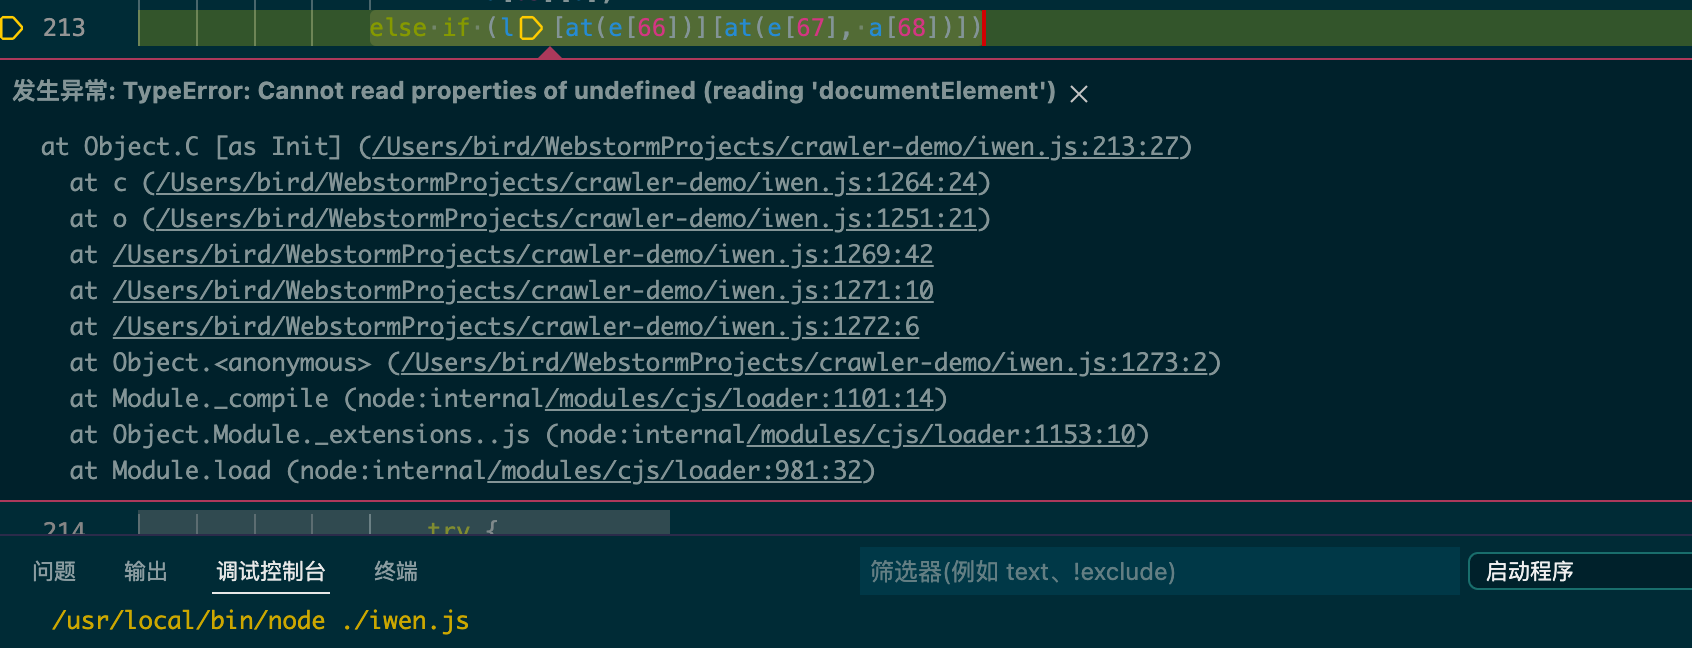 213 else if (l [at(e[66])][at(e[67], a[68])])
发生异常: TypeError: Cannot read properties of undefined (reading 'documentElement')
at Object.C [as Init] (/Users/bird/WebstormProjects/crawler-demo/iwen.js:213:27)
at c (/Users/bird/WebstormProjects/crawler-demo/iwen.js:1264:24)
at o (/Users/bird/WebstormProjects/crawler-demo/iwen.js:1251:21)
at /Users/bird/WebstormProjects/crawler-demo/iwen.js:1269:42
at /Users/bird/WebstormProjects/crawler-demo/iwen.js:1271:10
at /Users/bird/WebstormProjects/crawler-demo/iwen.js:1272:6
at Object.<anonymous> (/Users/bird/WebstormProjects/crawler-demo/iwen.js:1273:2)
at Module._compile (node:internal/modules/cjs/loader:1101:14)
at Object.Module._extensions..js (node:internal/modules/cjs/loader:1153:10)
at Module.load (node:internal/modules/cjs/loader:981:32)
214 try {
问题 输出 调试控制台 终端 筛选器(例如 text、!exclude) 启动程序
/usr/local/bin/node ./iwen.js